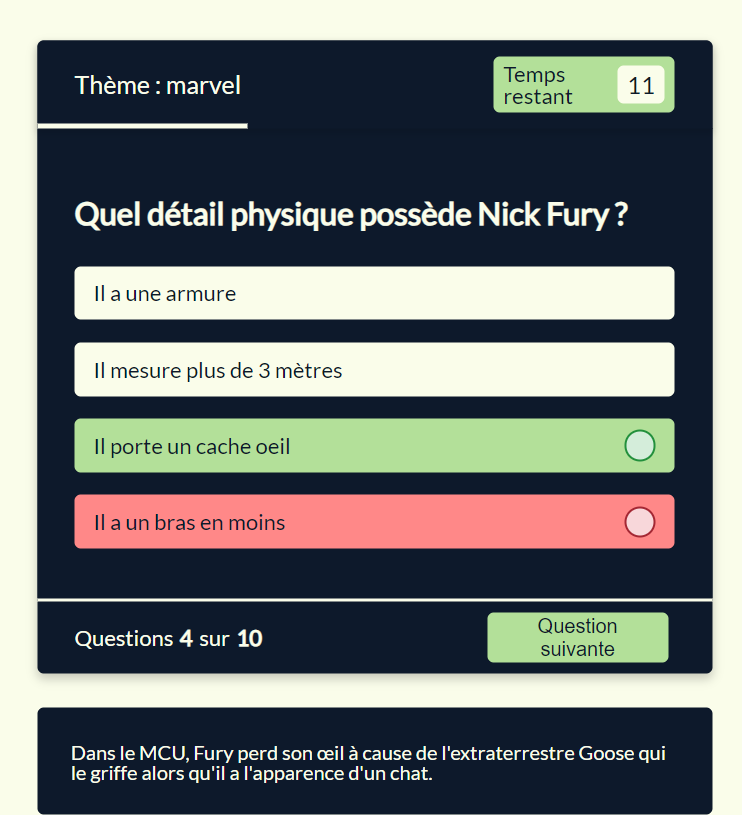 Thème : marvel
Temps
restant
11
Quel détail physique possède Nick Fury ?
Il a une armure
Il mesure plus de 3 mètres
Il porte un cache oeil
Il a un bras en moins
Questions 4 sur 10
Question
suivante
Dans le MCU, Fury perd son œil à cause de l'extraterrestre Goose qui
le griffe alors qu'il a l'apparence d'un chat.